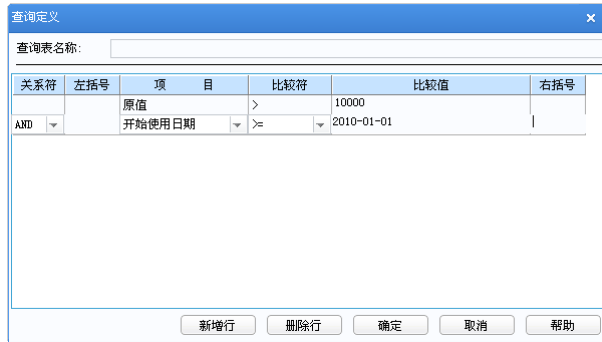 查询定义
查询表名称:
关系符 左括号 项 目 比较符 比较值 右括号
原值 > 10000
AND 开始使用日期 >= 2010-01-01
新增行 删除行 确定 取消 帮助